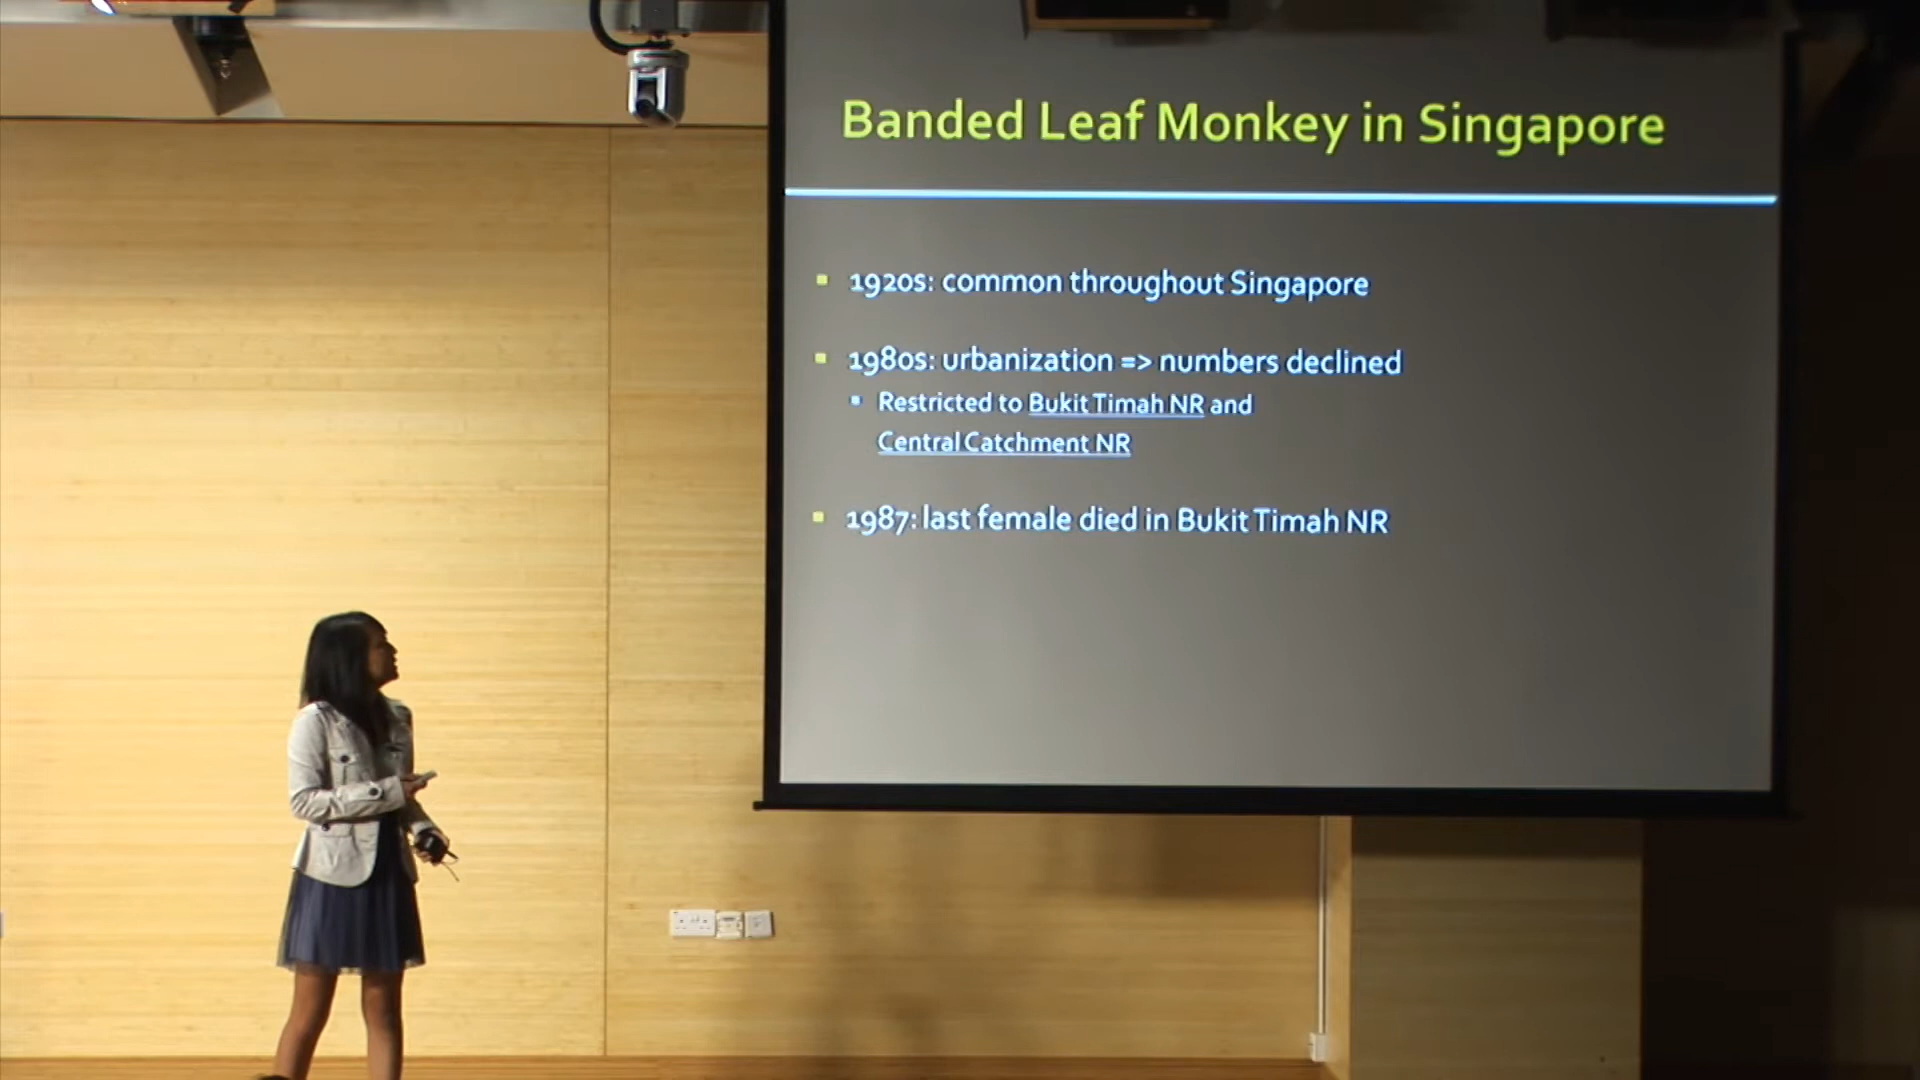 Banded Leaf Monkey in Singapore
1920s: common throughout Singapore
1980s: urbanization => numbers declined
Restricted to Bukit Timah NR and
Central Catchment NR
1987: last female died in Bukit Timah NR